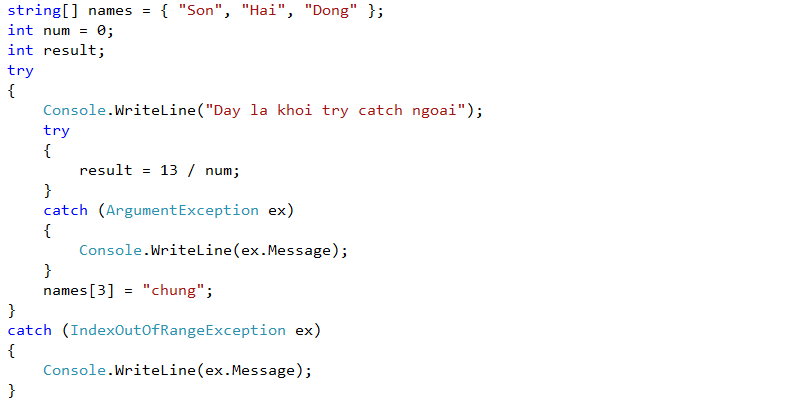 string[] names = { "Son", "Hai", "Dong" };
int num = 0;
int result;
try
{
    Console.WriteLine("Day la khoi try catch ngoai");
    try
    {
        result = 13 / num;
    }
    catch (ArgumentException ex)
    {
        Console.WriteLine(ex.Message);
    }
    names[3] = "chung";
}
catch (IndexOutOfRangeException ex)
{
    Console.WriteLine(ex.Message);
}